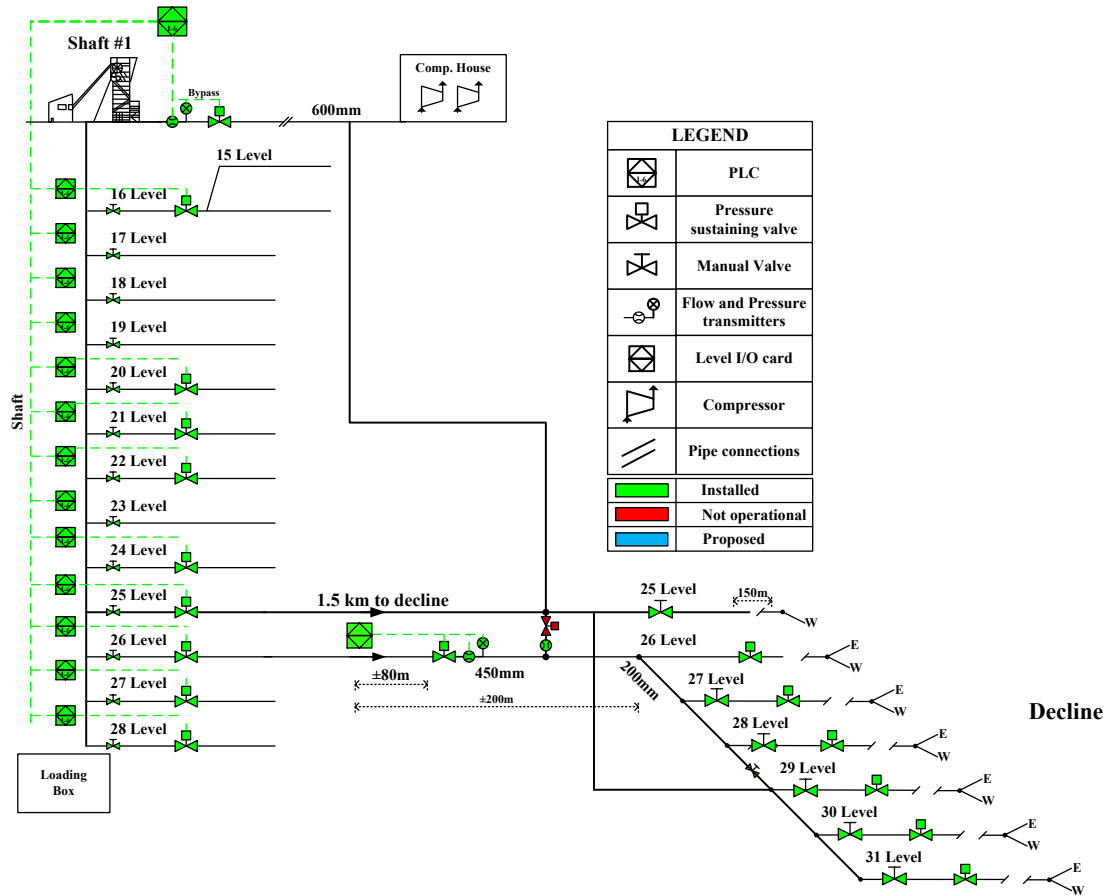 Shaft #1
Bypass
600mm
Comp. House
15 Level
16 Level
17 Level
18 Level
19 Level
20 Level
21 Level
22 Level
23 Level
24 Level
25 Level
26 Level
27 Level
28 Level
Shaft
Loading
Box
1.5 km to decline
±80m
450mm
±200m
200mm
25 Level
150m
W
26 Level
E
W
27 Level
E
W
28 Level
E
W
29 Level
E
W
30 Level
E
W
31 Level
E
W
Decline
LEGEND
PLC
Pressure
sustaining valve
Manual Valve
Flow and Pressure
transmitters
Level I/O card
Compressor
Pipe connections
Installed
Not operational
Proposed